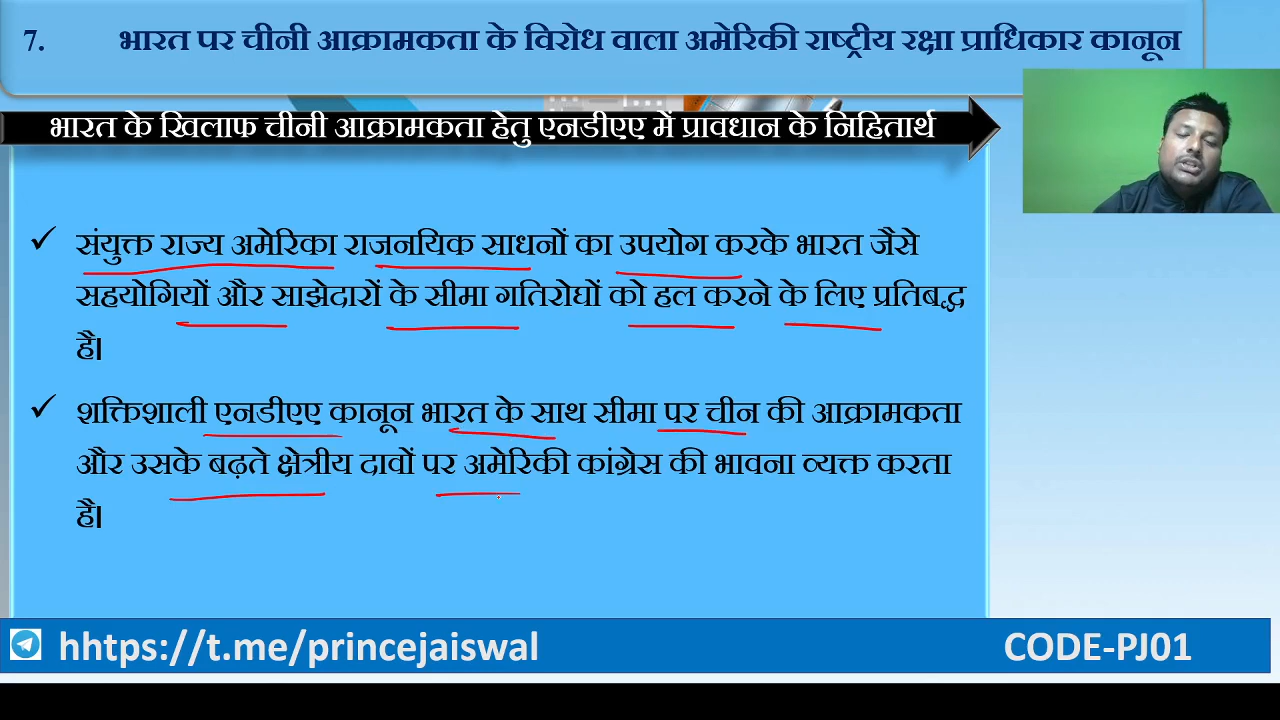 7. भारत पर चीनी आक्रामकता के विरोध वाला अमेरिकी राष्ट्रीय रक्षा प्राधिकार कानून
भारत के खिलाफ चीनी आक्रामकता हेतु एनडीएए में प्रावधान के निहितार्थ
✓ संयुक्त राज्य अमेरिका राजनयिक साधनों का उपयोग करके भारत जैसे
सहयोगियों और साझेदारों के सीमा गतिरोधों को हल करने के लिए प्रतिबद्ध
है।
✓ शक्तिशाली एनडीएए कानून भारत के साथ सीमा पर चीन की आक्रामकता
और उसके बढ़ते क्षेत्रीय दावों पर अमेरिकी कांग्रेस की भावना व्यक्त करता
है।
hhtps://t.me/princejaiswal CODE-PJ01